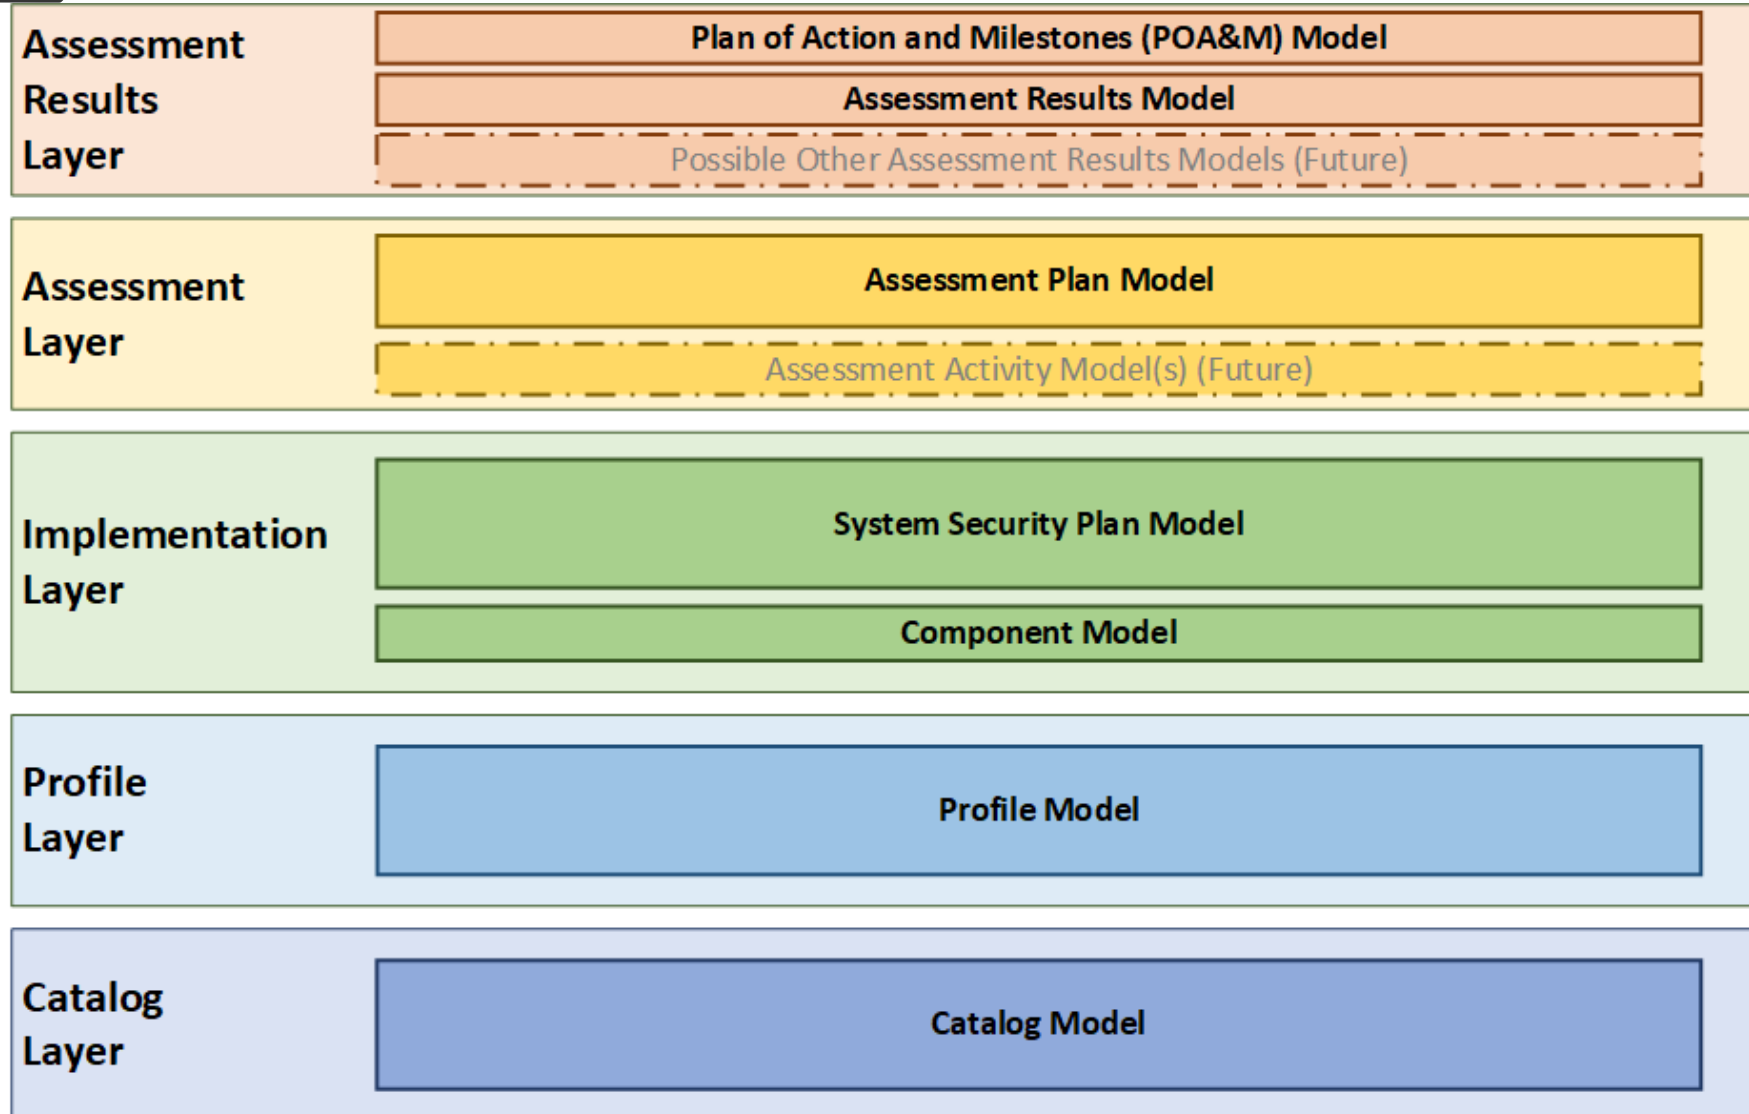 Assessment
Results
Layer
Plan of Action and Milestones (POA&M) Model
Assessment Results Model
Possible Other Assessment Results Models (Future)
Assessment
Layer
Assessment Plan Model
Assessment Activity Model(s) (Future)
Implementation
Layer
System Security Plan Model
Component Model
Profile
Layer
Profile Model
Catalog
Layer
Catalog Model